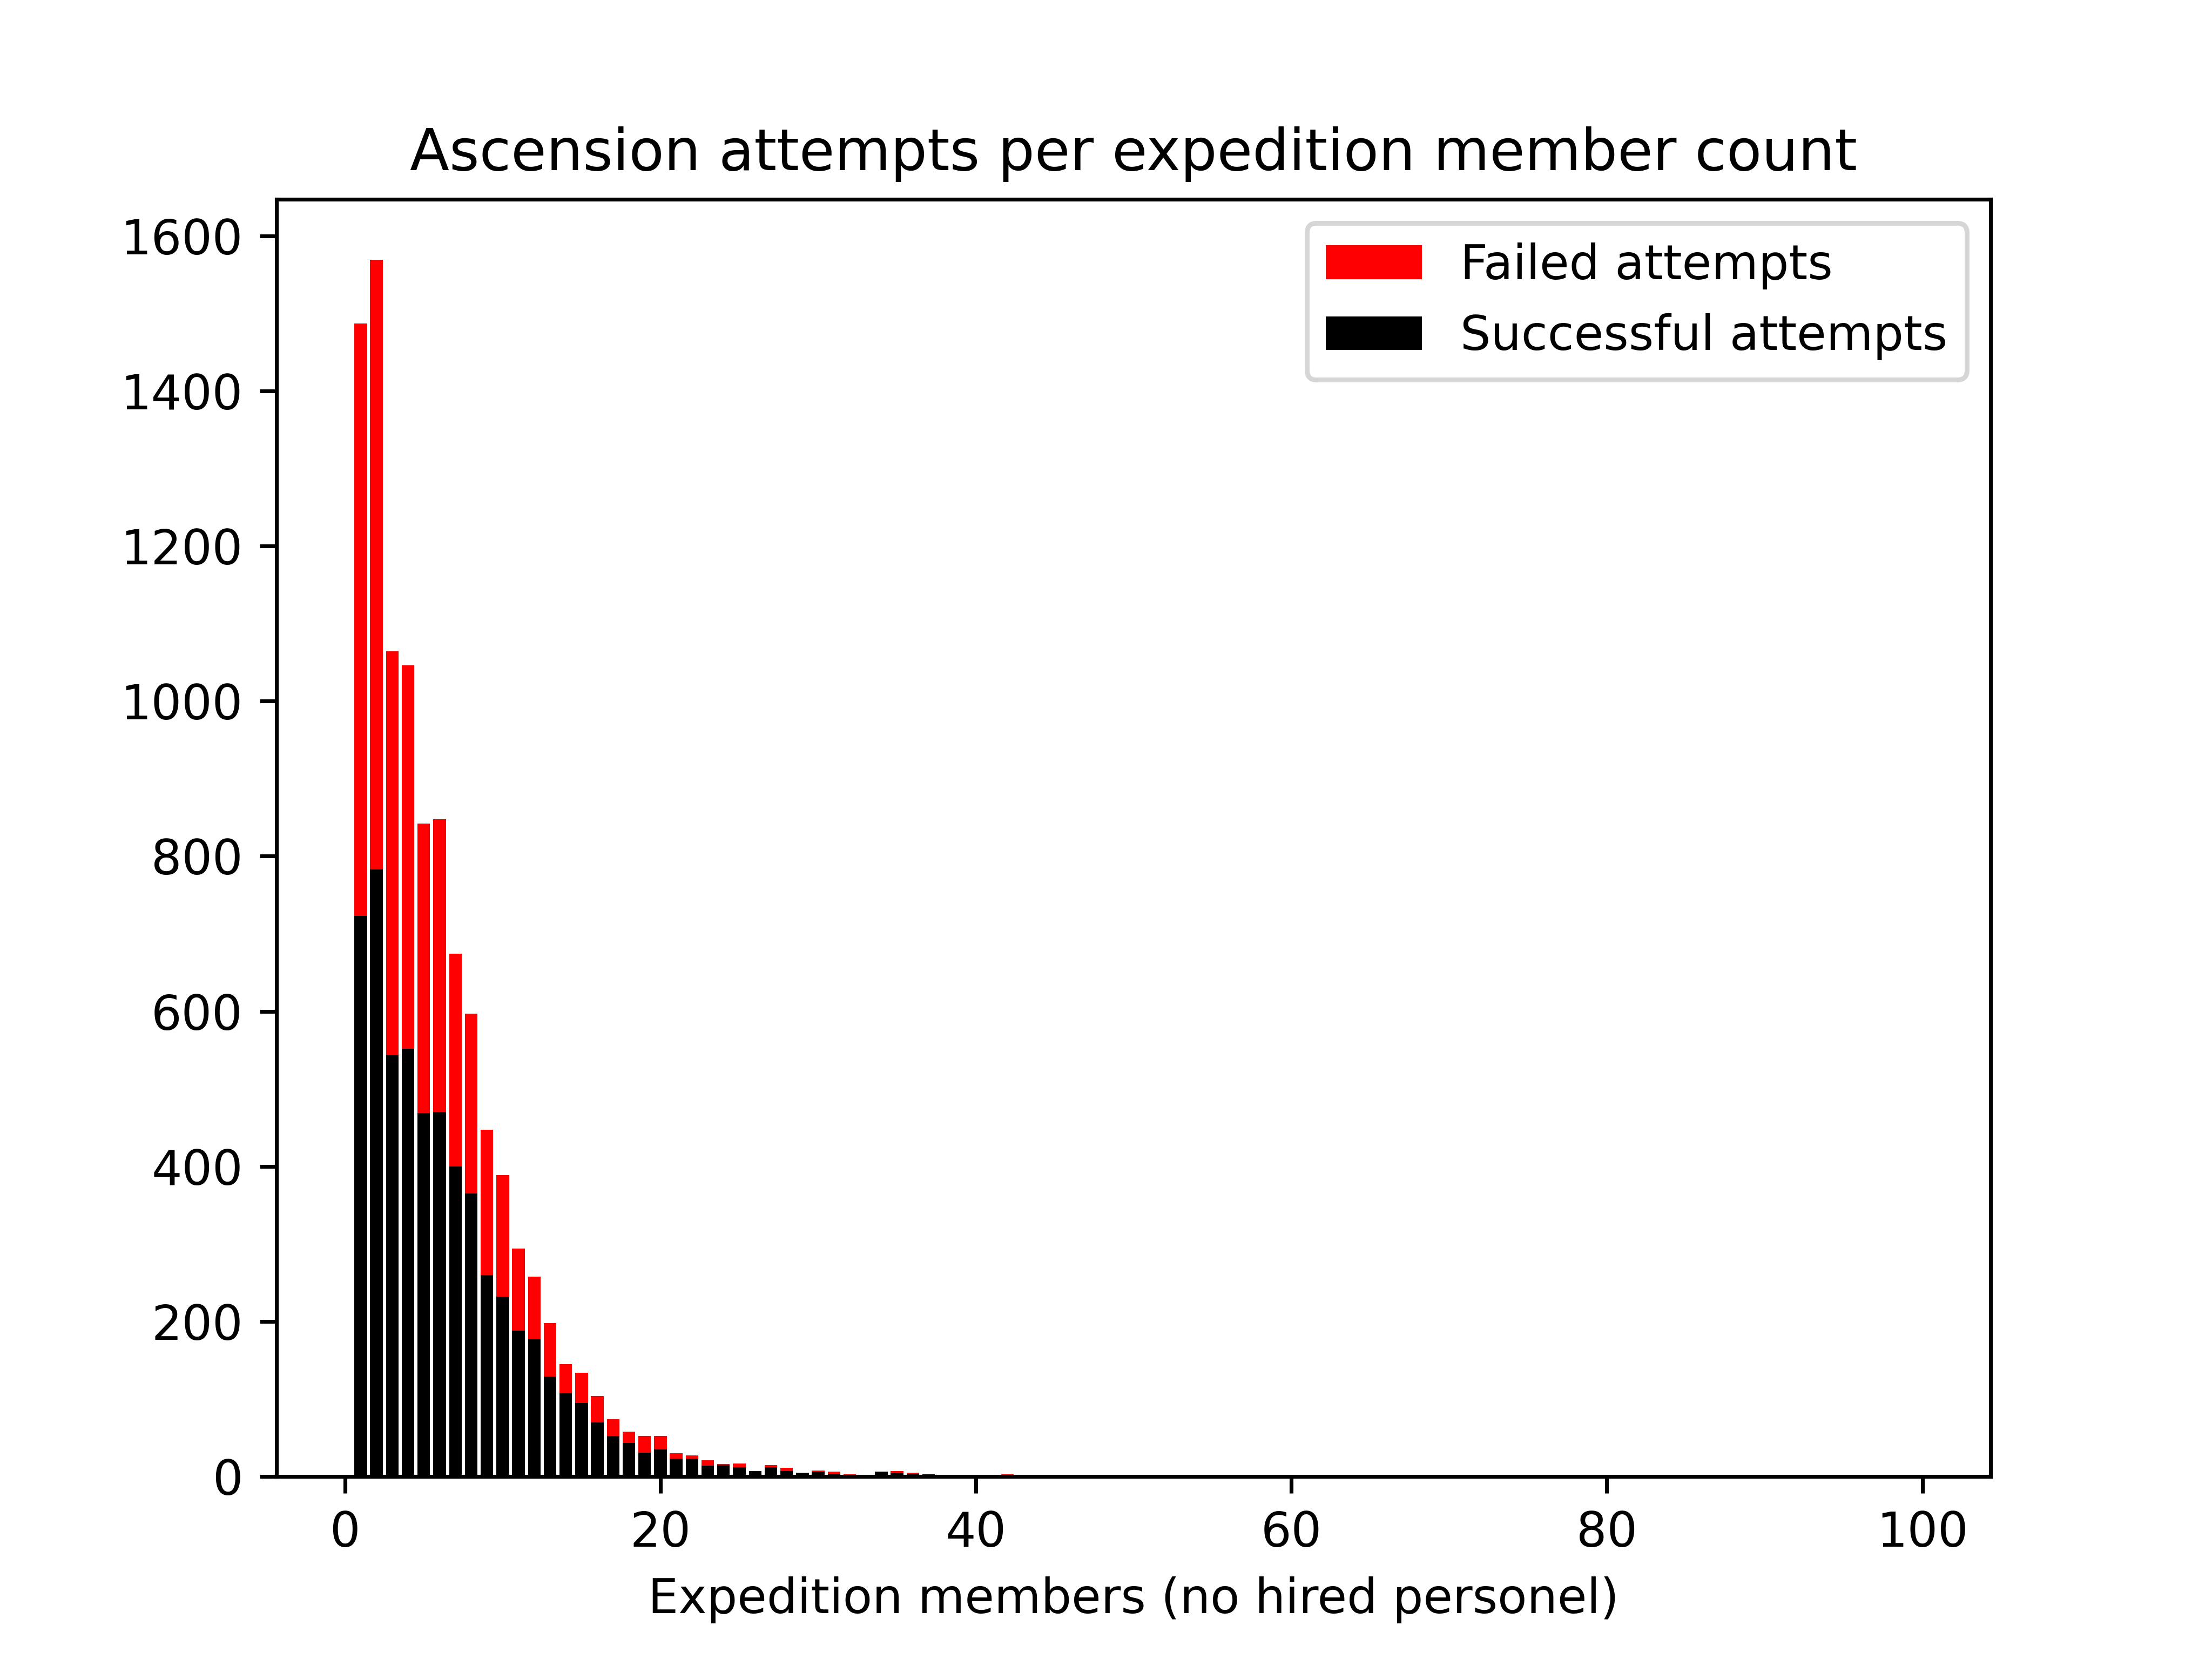 Ascension attempts per expedition member count
1600
1400
1200
1000
800
600
400
200
0
Failed attempts
Successful attempts
0 20 40 60 80 100
Expedition members (no hired personel)